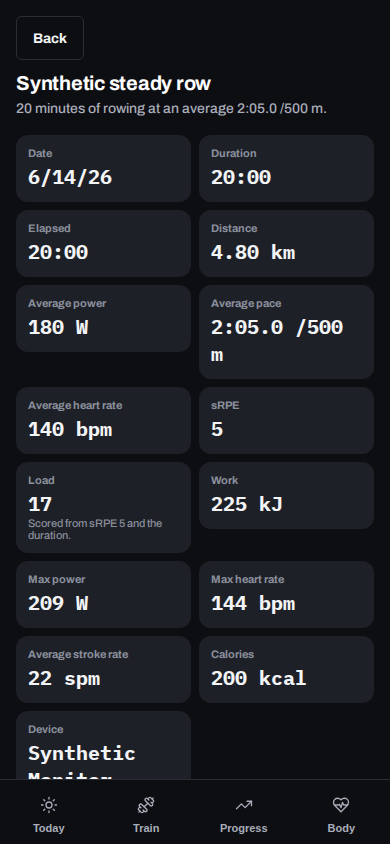 Back
Synthetic steady row
20 minutes of rowing at an average 2:05.0 /500 m.
Date
6/14/26
Duration
20:00
Elapsed
20:00
Distance
4.80 km
Average power
180 W
Average pace
2:05.0 /500
m
Average heart rate
140 bpm
sRPE
5
Load
17
Scored from sRPE 5 and the
duration.
Work
225 kJ
Max power
209 W
Max heart rate
144 bpm
Average stroke rate
22 spm
Calories
200 kcal
Device
Synthetic
Monitor
Today
Train
Progress
Body